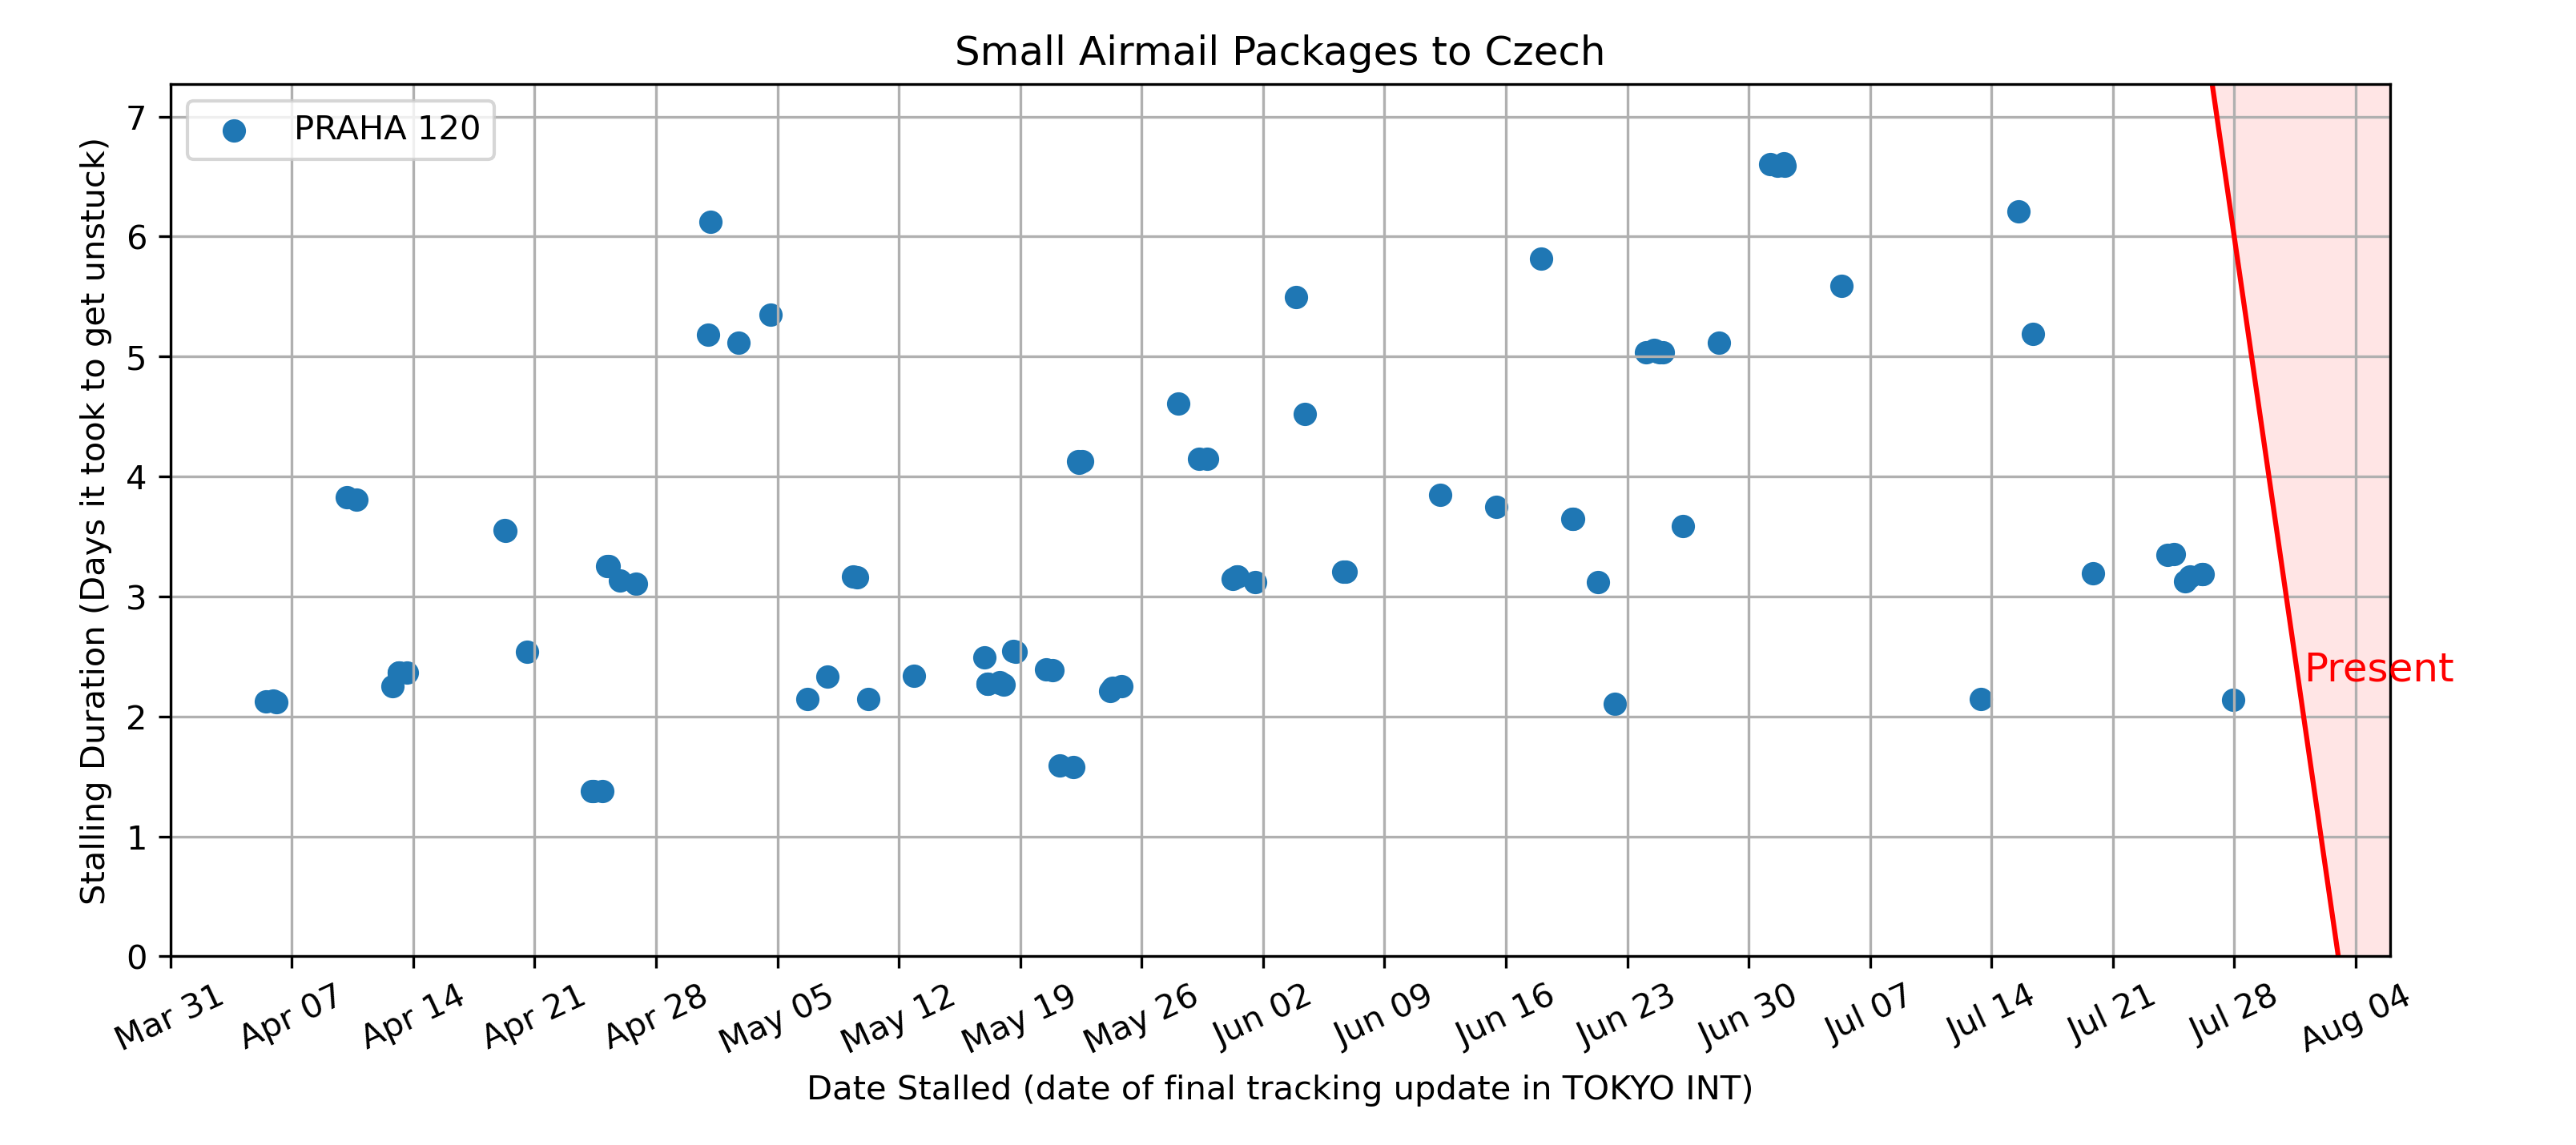 Small Airmail Packages to Czech
PRAHA 120
Stalling Duration (Days it took to get unstuck)
7
6
5
4
3
2
1
0
Present
Mar 31
Apr 07
Apr 14
Apr 21
Apr 28
May 05
May 12
May 19
May 26
Jun 02
Jun 09
Jun 16
Jun 23
Jun 30
Jul 07
Jul 14
Jul 21
Jul 28
Aug 04
Date Stalled (date of final tracking update in TOKYO INT)